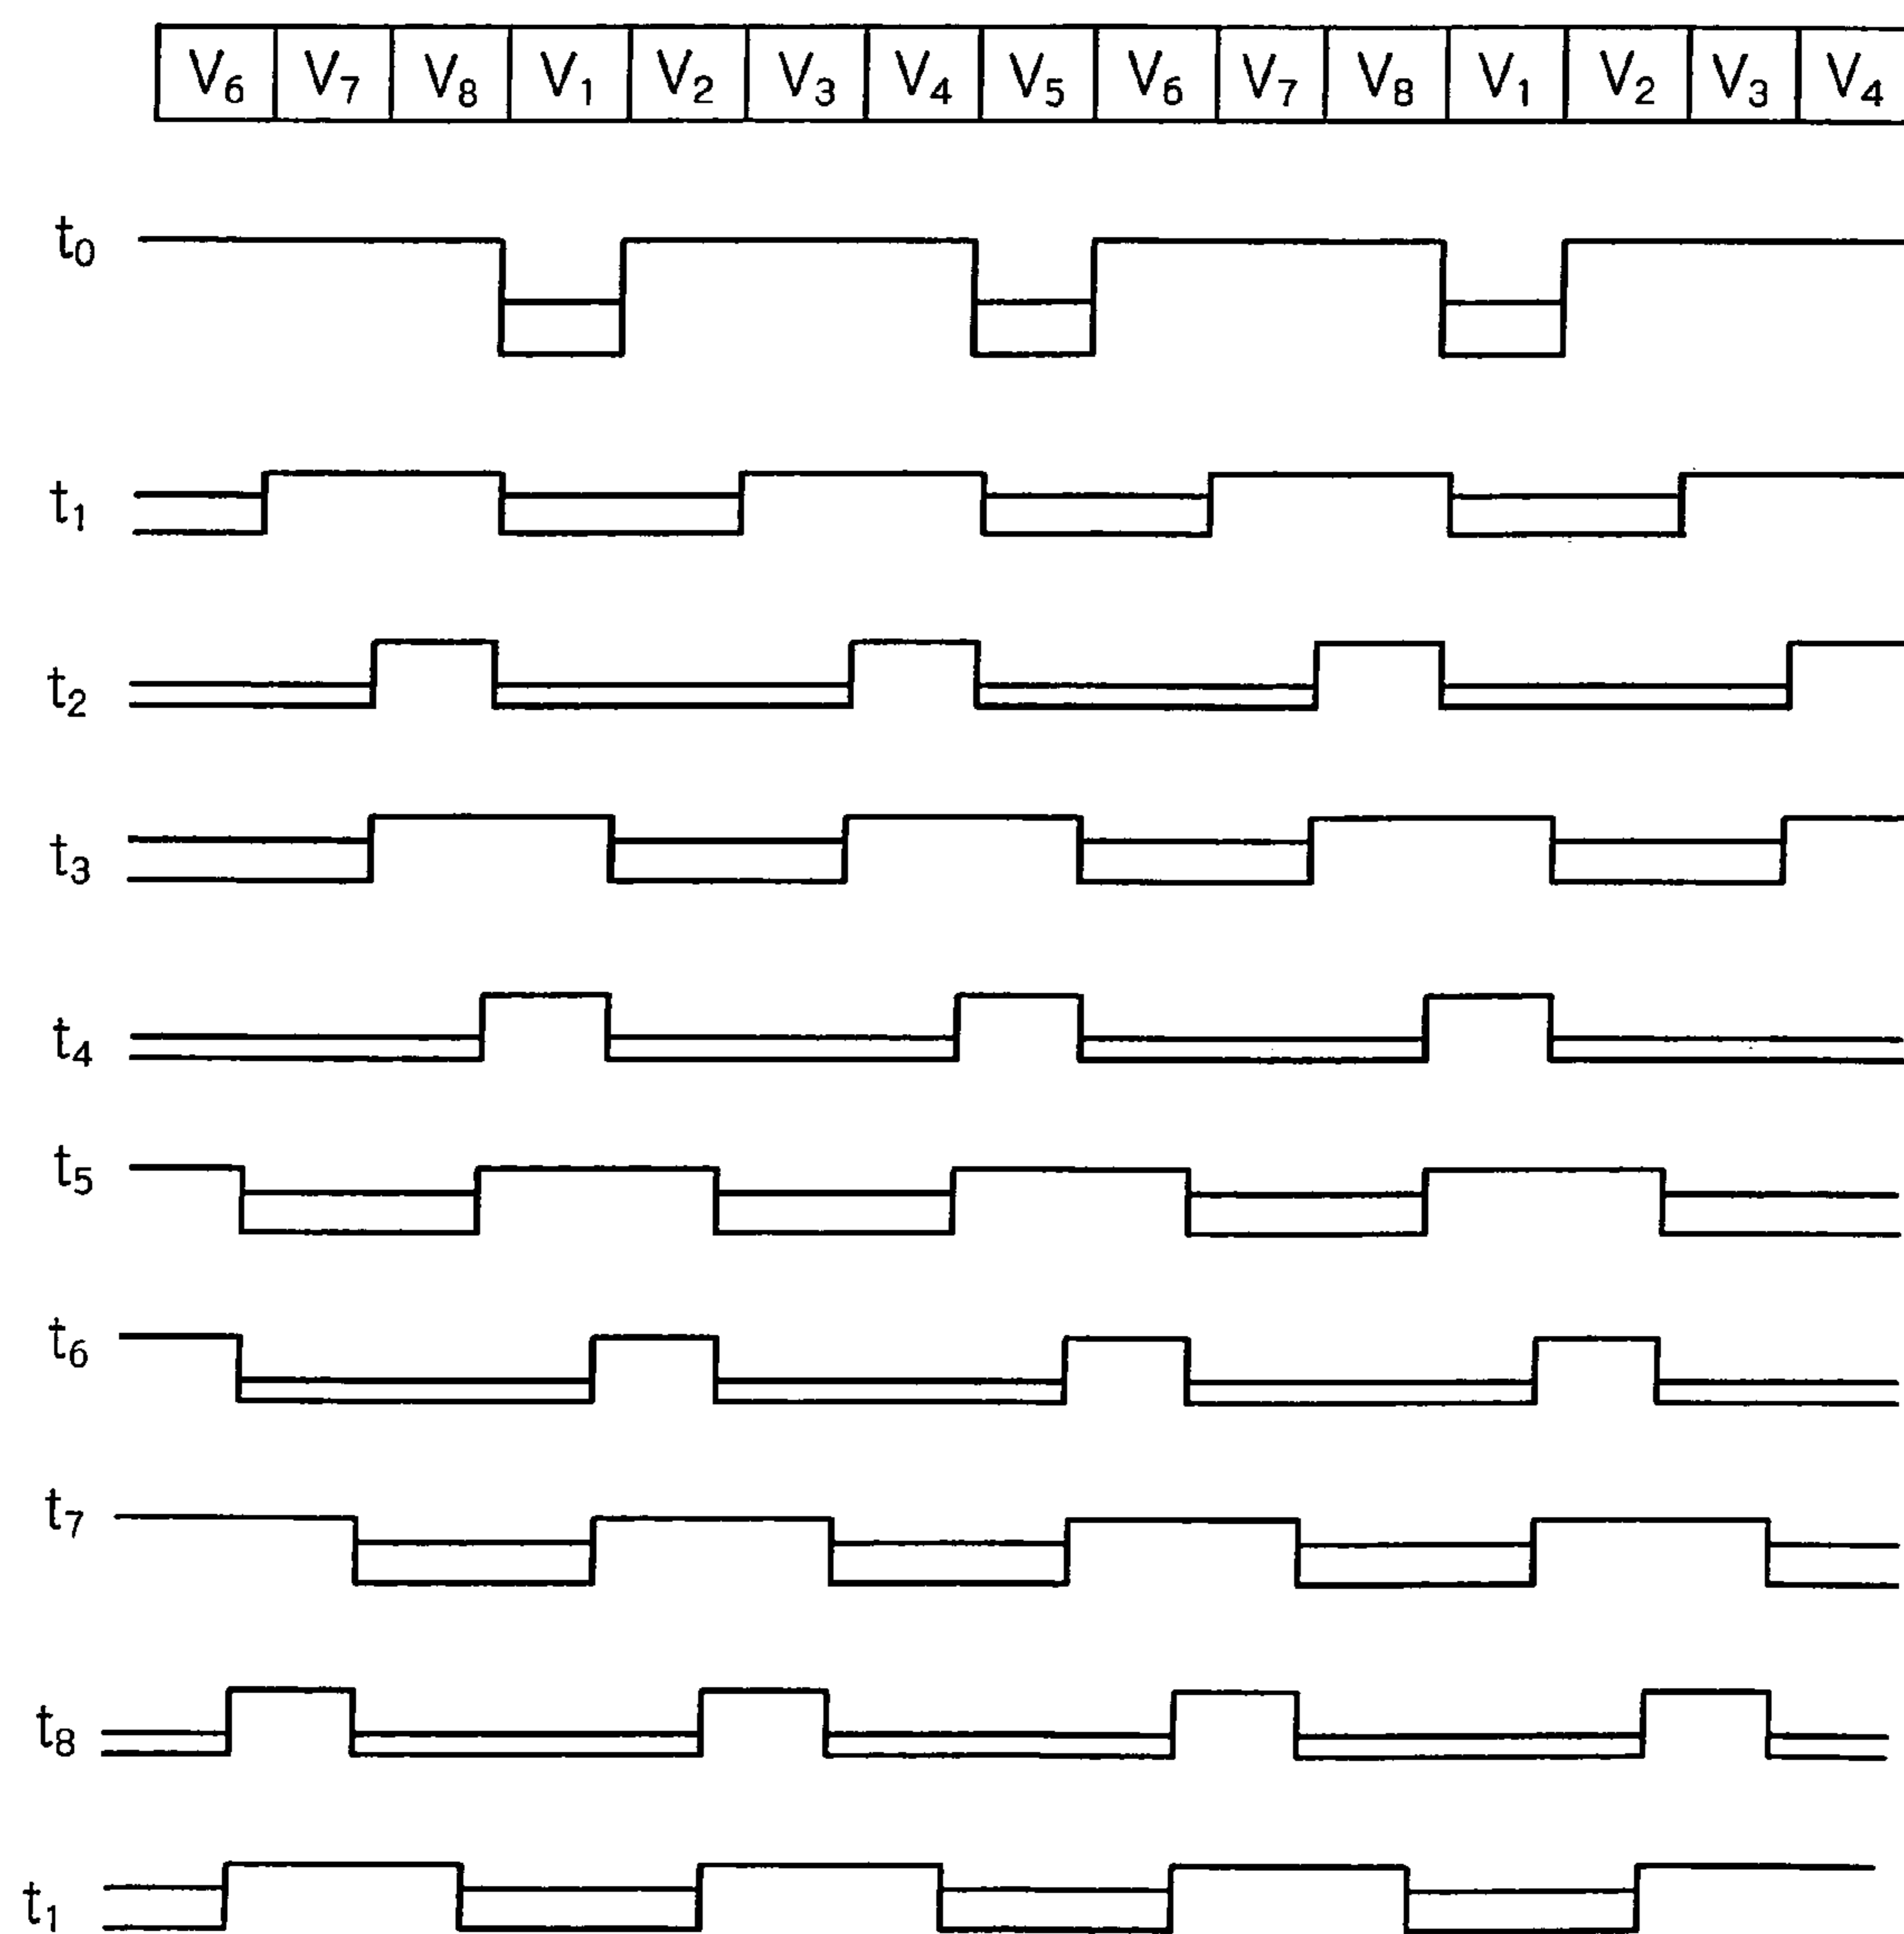 V₆ V₇ V₈ V₁ V₂ V₃ V₄ V₅ V₆ V₇ V₈ V₁ V₂ V₃ V₄
t₀
t₁
t₂
t₃
t₄
t₅
t₆
t₇
t₈
t₁